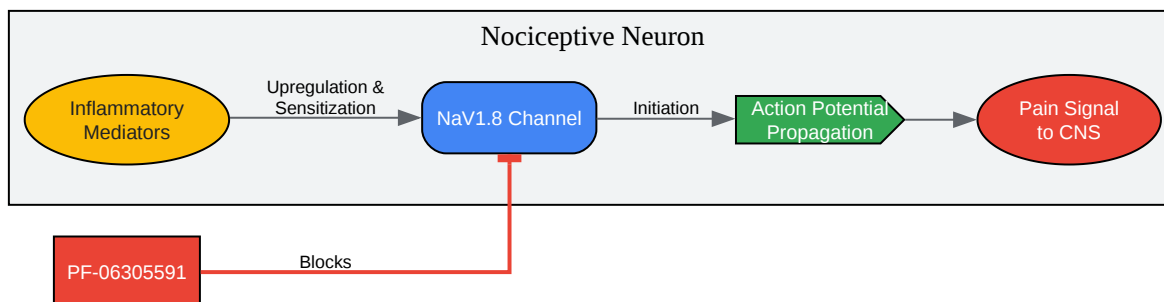 Nociceptive Neuron
Inflammatory
Mediators
Upregulation &
Sensitization
NaV1.8 Channel
Initiation
Action Potential
Propagation
Pain Signal
to CNS
PF-06305591
Blocks